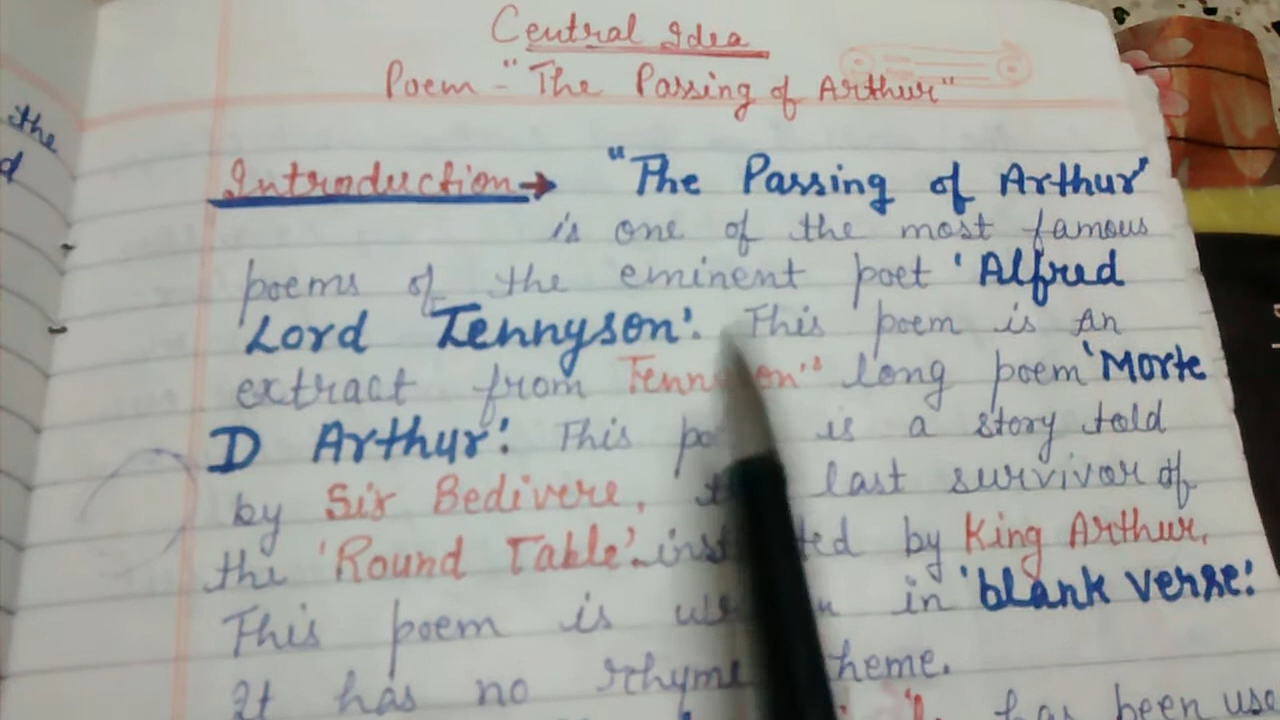 Central Idea
Poem - "The Passing of Arthur"
Introduction → "The Passing of Arthur"
is one of the most famous
poems of the eminent poet 'Alfred
Lord Tennyson'. This poem is an
extract from long poem 'Morte
D Arthur'. This is a story told
by Sir Bedivere, last survivor of
the 'Round Table' by King Arthur.
This poem is in 'blank verse'.
It has no rhyme
has been use
the
d